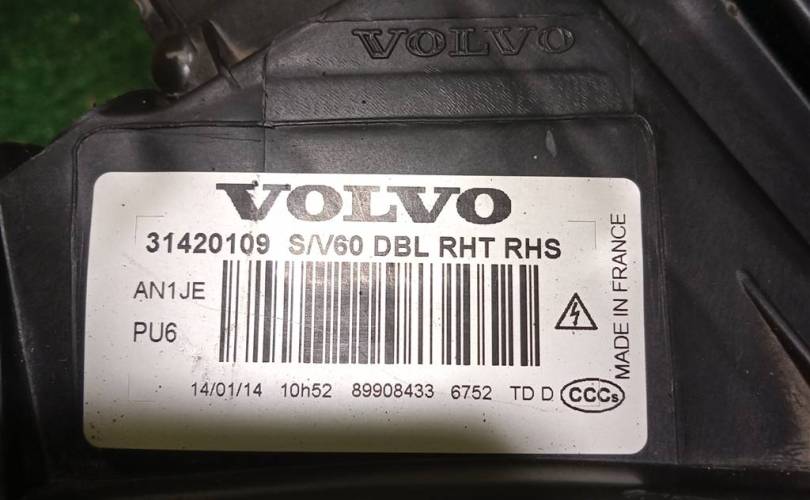 VOLVO
VOLVO
31420109 S/V60 DBL RHT RHS
AN1JE
PU6
MADE IN FRANCE
14/01/14 10h52 89908433 6752 TD D CCCs